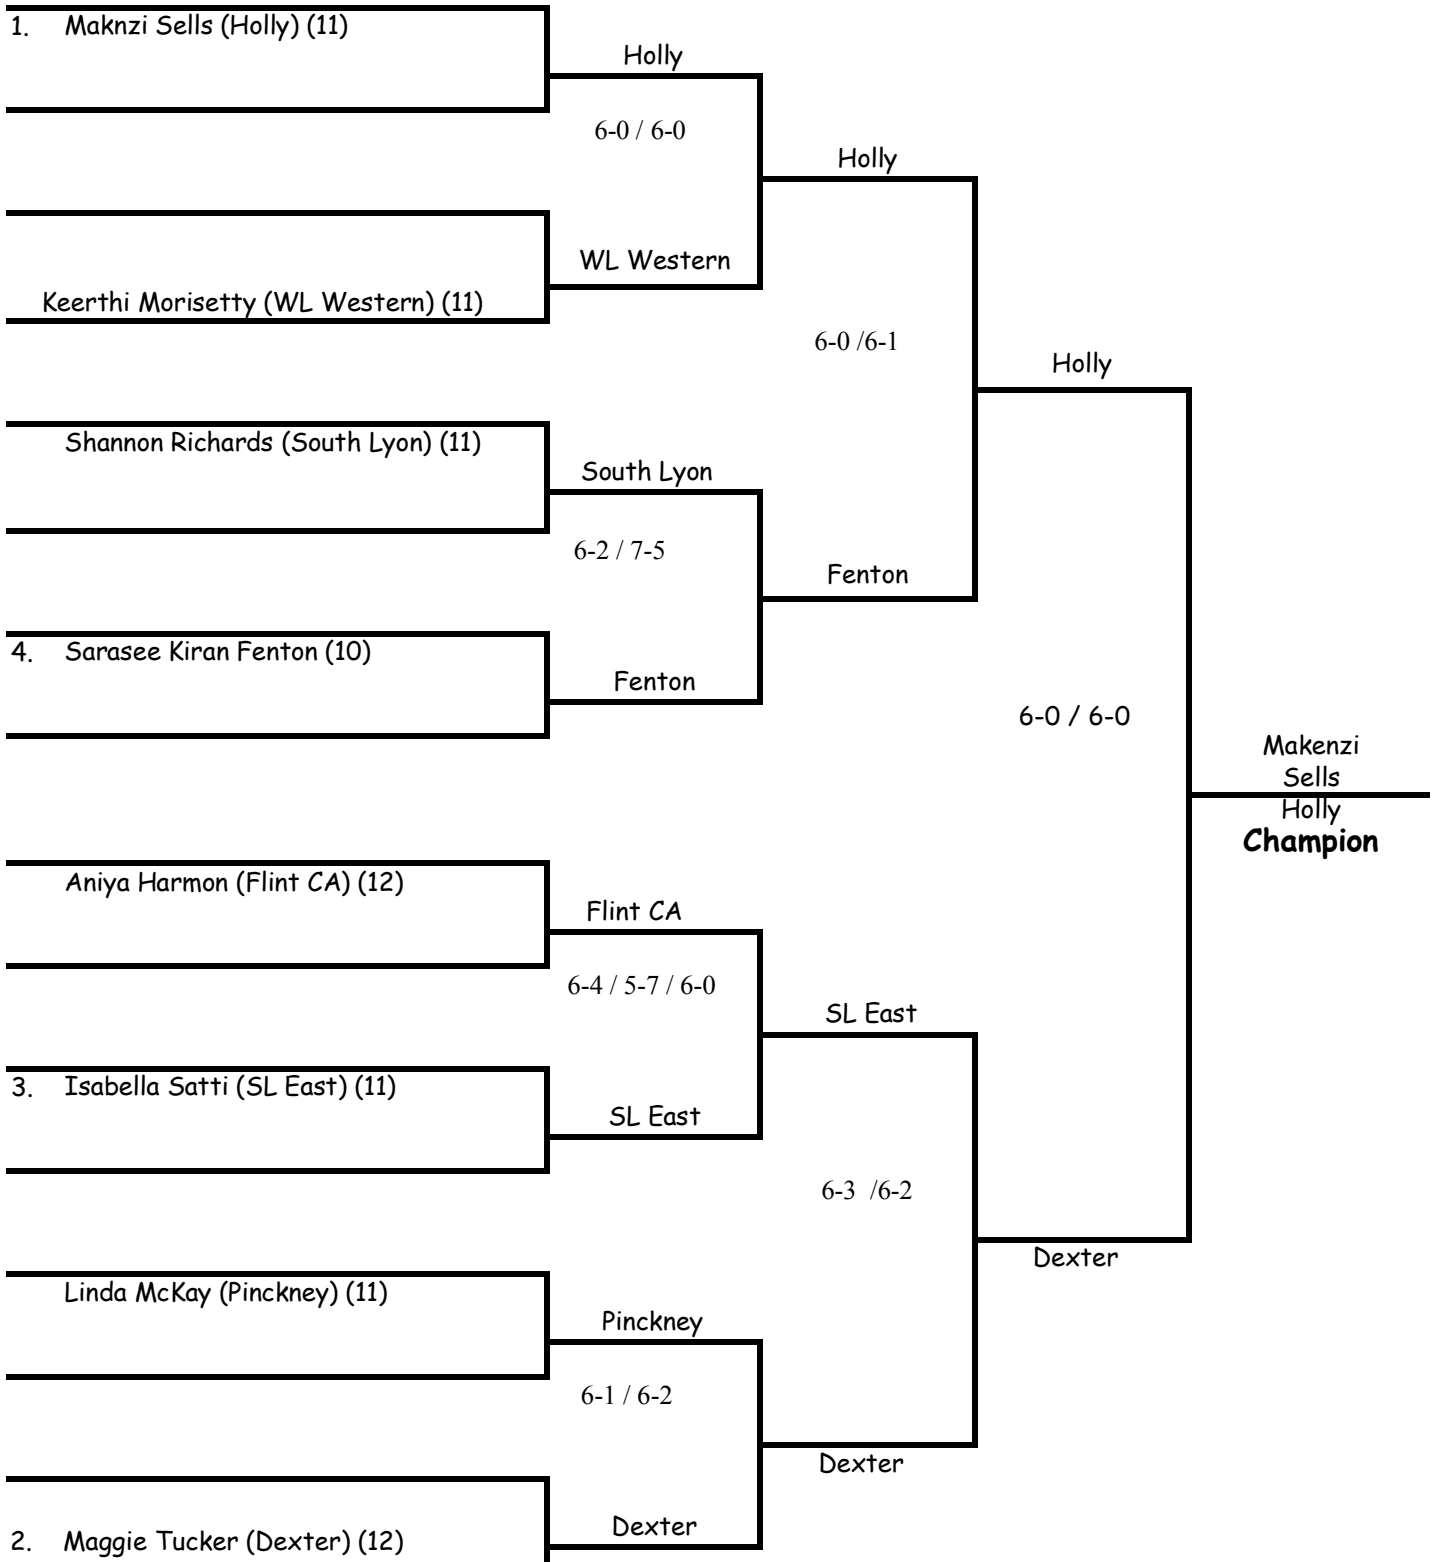 1. Maknzi Sells (Holly) (11)
Holly
6-0 / 6-0
Holly
WL Western
Keerthi Morisetty (WL Western) (11)
6-0 /6-1
Holly
Shannon Richards (South Lyon) (11)
South Lyon
6-2 / 7-5
Fenton
4. Sarasee Kiran Fenton (10)
Fenton
6-0 / 6-0
Makenzi
Sells
Holly
Champion
Aniya Harmon (Flint CA) (12)
Flint CA
6-4 / 5-7 / 6-0
SL East
3. Isabella Satti (SL East) (11)
SL East
6-3 /6-2
Dexter
Linda McKay (Pinckney) (11)
Pinckney
6-1 / 6-2
Dexter
Dexter
2. Maggie Tucker (Dexter) (12)